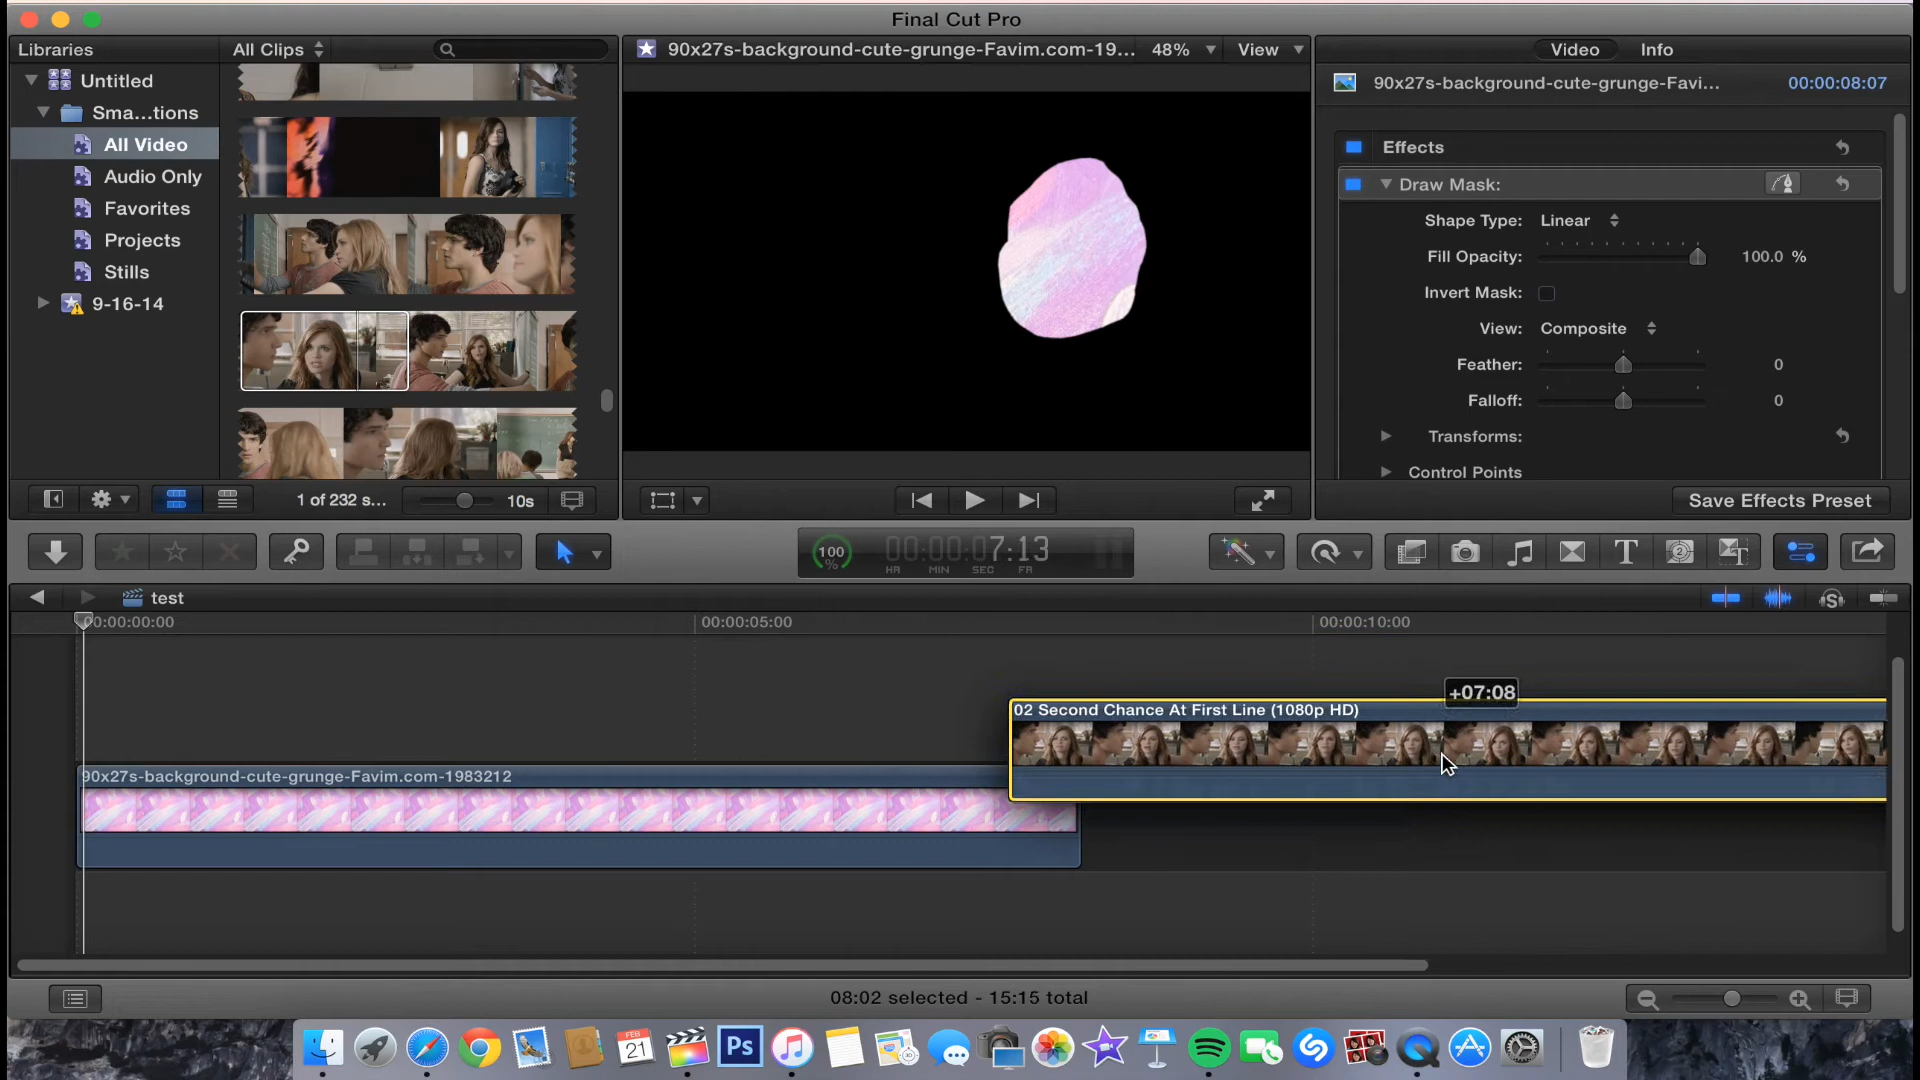 Final Cut Pro
Libraries
All Clips
90x27s-background-cute-grunge-Favim.com-19...
48%
View
Video
Info
Untitled
90x27s-background-cute-grunge-Favi...
00:00:08:07
Sma...tions
All Video
Audio Only
Favorites
Projects
Stills
9-16-14
Effects
Draw Mask:
Shape Type: Linear
Fill Opacity: 100.0 %
Invert Mask:
View: Composite
Feather: 0
Falloff: 0
Transforms:
Control Points
1 of 232 s...
10s
Save Effects Preset
100
%
00:00:07:13
HR MIN SEC FR
test
00:00:00:00
00:00:05:00
00:00:10:00
+07:08
02 Second Chance At First Line (1080p HD)
90x27s-background-cute-grunge-Favim.com-1983212
08:02 selected - 15:15 total
FEB
21
Ps